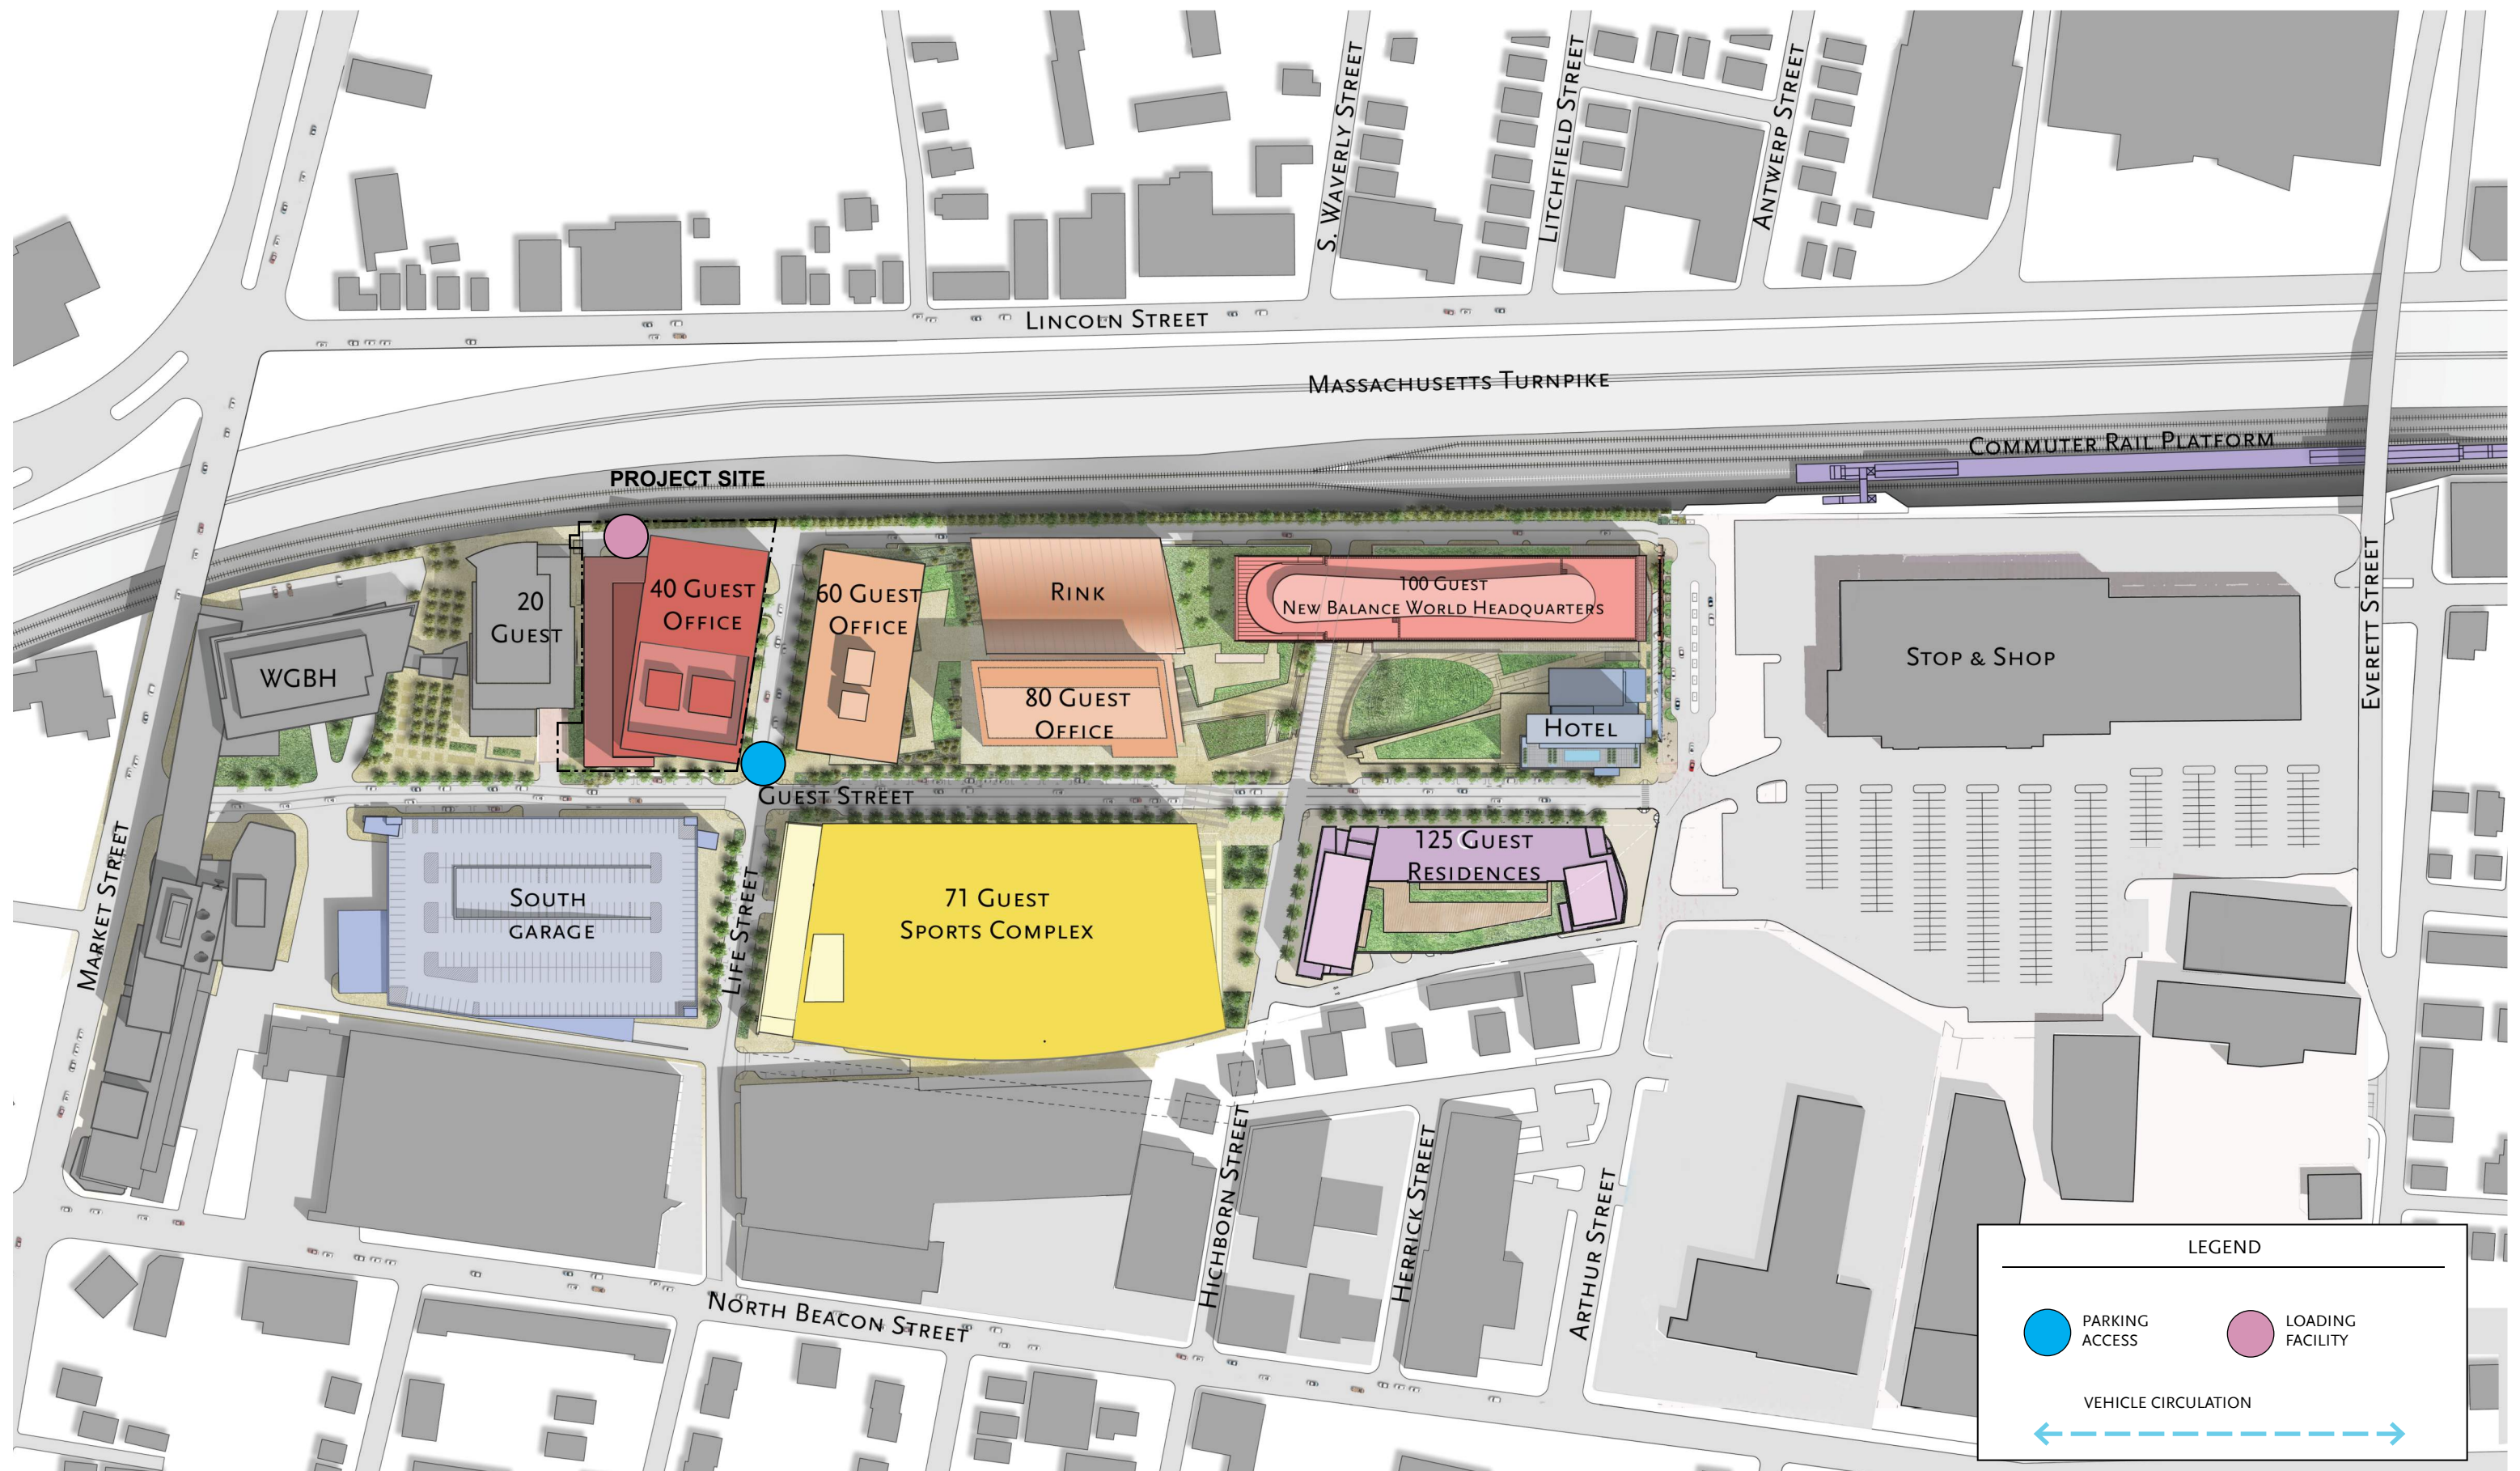 S. Waverly Street
Litchfield Street
Antwerp Street
Lincoln Street
Massachusetts Turnpike
Commuter Rail Platform
PROJECT SITE
20
Guest
40 Guest
Office
60 Guest
Office
Rink
100 Guest
New Balance World Headquarters
WGBH
80 Guest
Office
Hotel
Stop & Shop
Everett Street
Guest Street
Market Street
South
garage
Life Street
71 Guest
Sports Complex
125 Guest
Residences
Hichborn Street
Herrick Street
Arthur Street
North Beacon Street
LEGEND
PARKING
ACCESS
LOADING
FACILITY
VEHICLE CIRCULATION